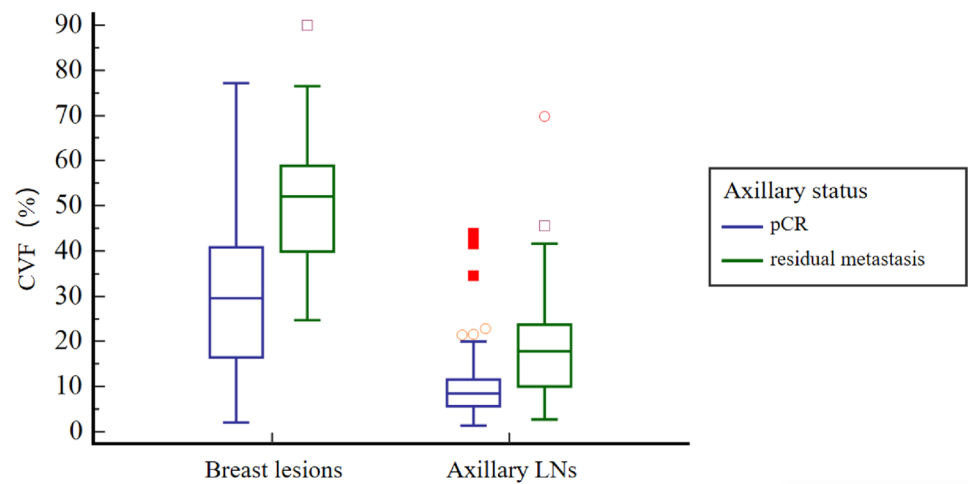 90
80
70
60
50
40
30
20
10
0
CVF (%)
Breast lesions
Axillary LNs
Axillary status
pCR
residual metastasis